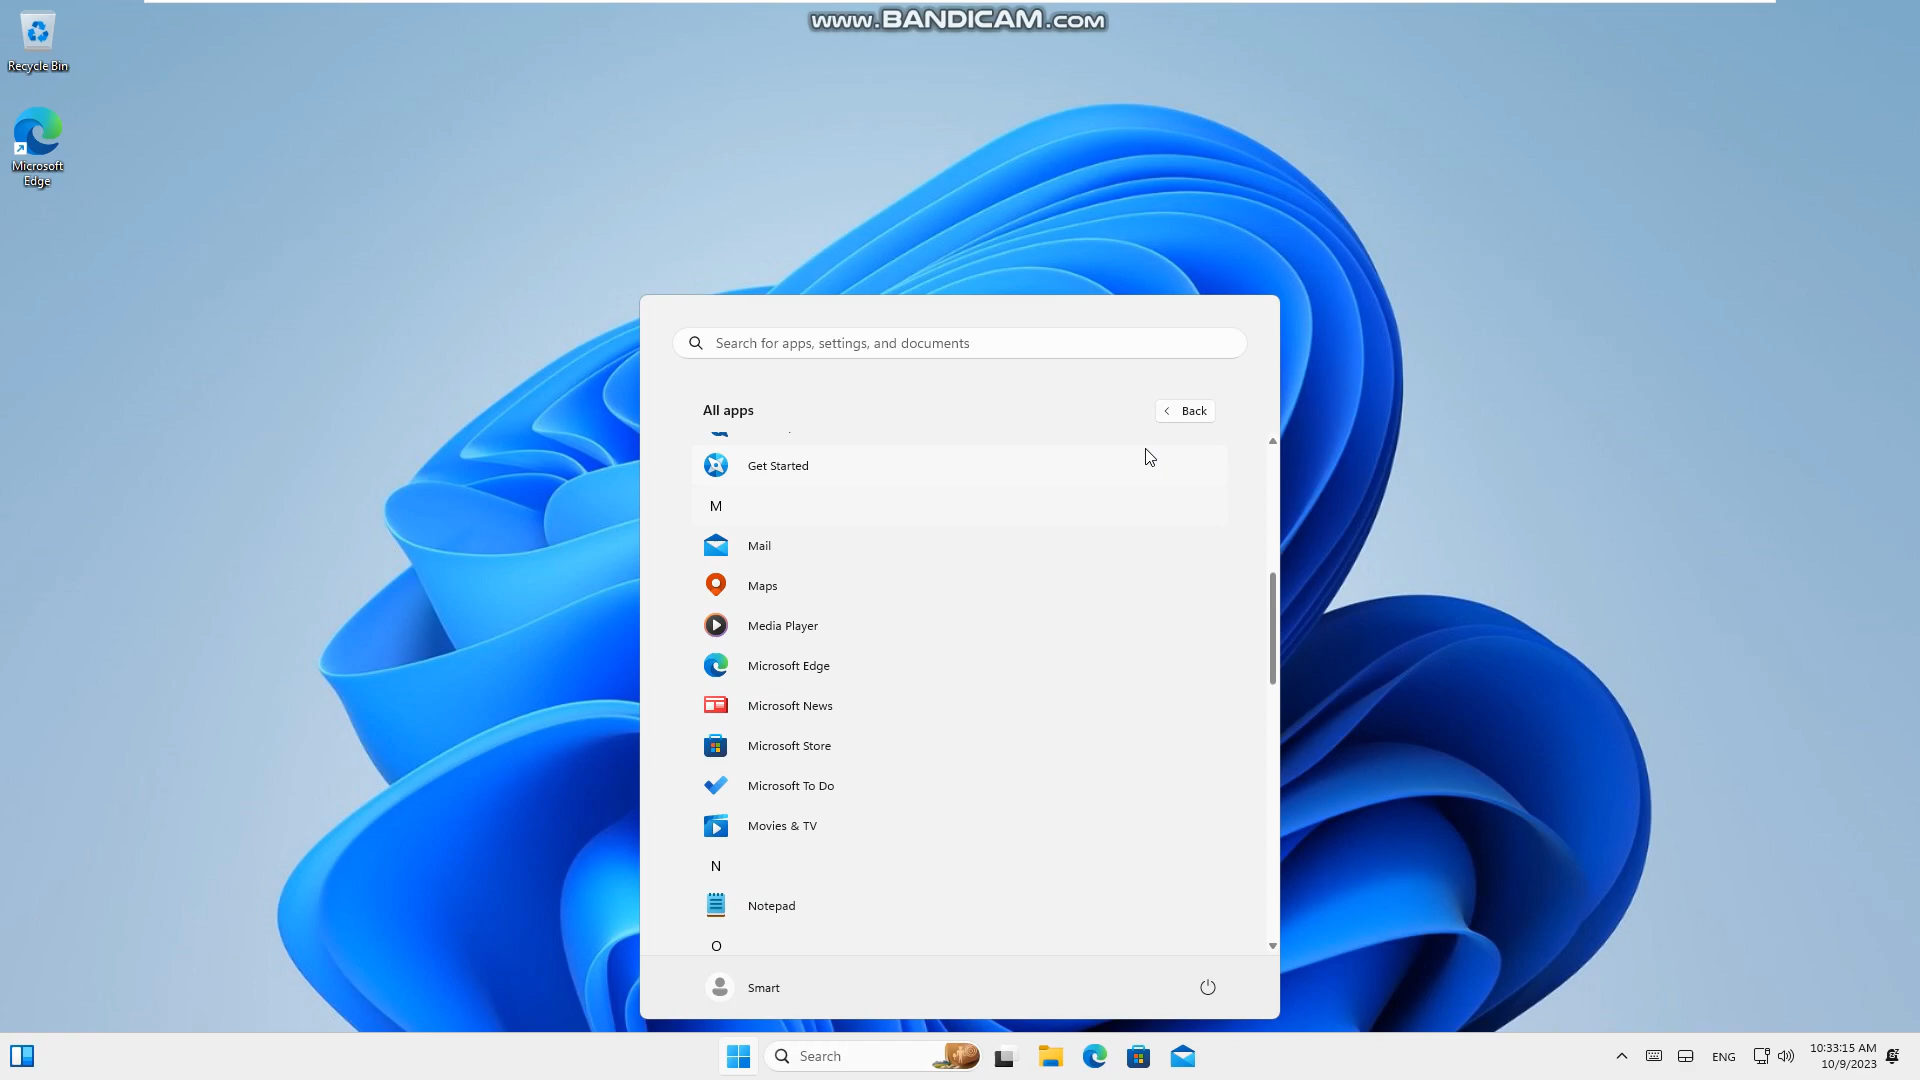 www.BANDICAM.com
Recycle Bin
Microsoft
Edge
Search for apps, settings, and documents
All apps
Back
Get Started
M
Mail
Maps
Media Player
Microsoft Edge
Microsoft News
Microsoft Store
Microsoft To Do
Movies & TV
N
Notepad
O
Smart
Search
ENG
10:33:15 AM
10/9/2023